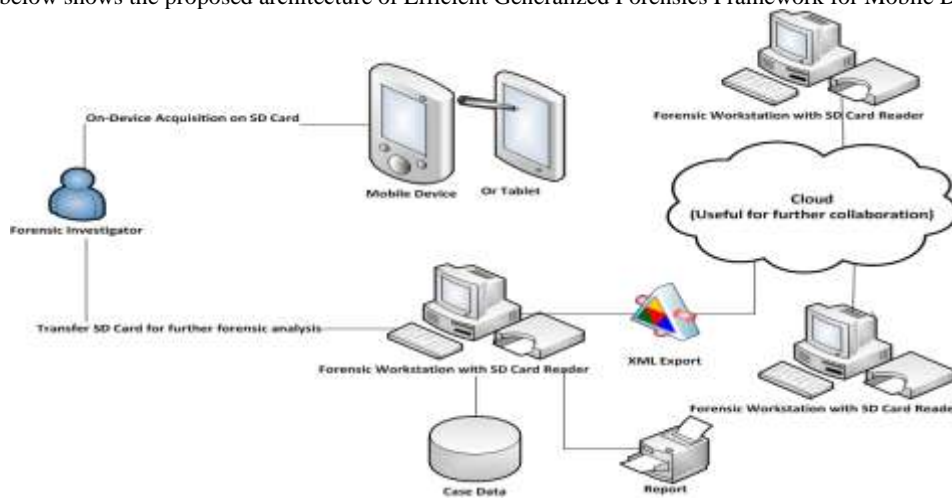 below shows the proposed architecture of Efficient Generalized Forensics Framework for Mobile D
Forensic Workstation with SD Card Reader
On-Device Acquisition on SD Card
Mobile Device
Or Tablet
Cloud
(Useful for further collaboration)
Forensic Investigator
Transfer SD Card for further forensic analysis
XML Export
Forensic Workstation with SD Card Reader
Forensic Workstation with SD Card Reade
Case Data
Report